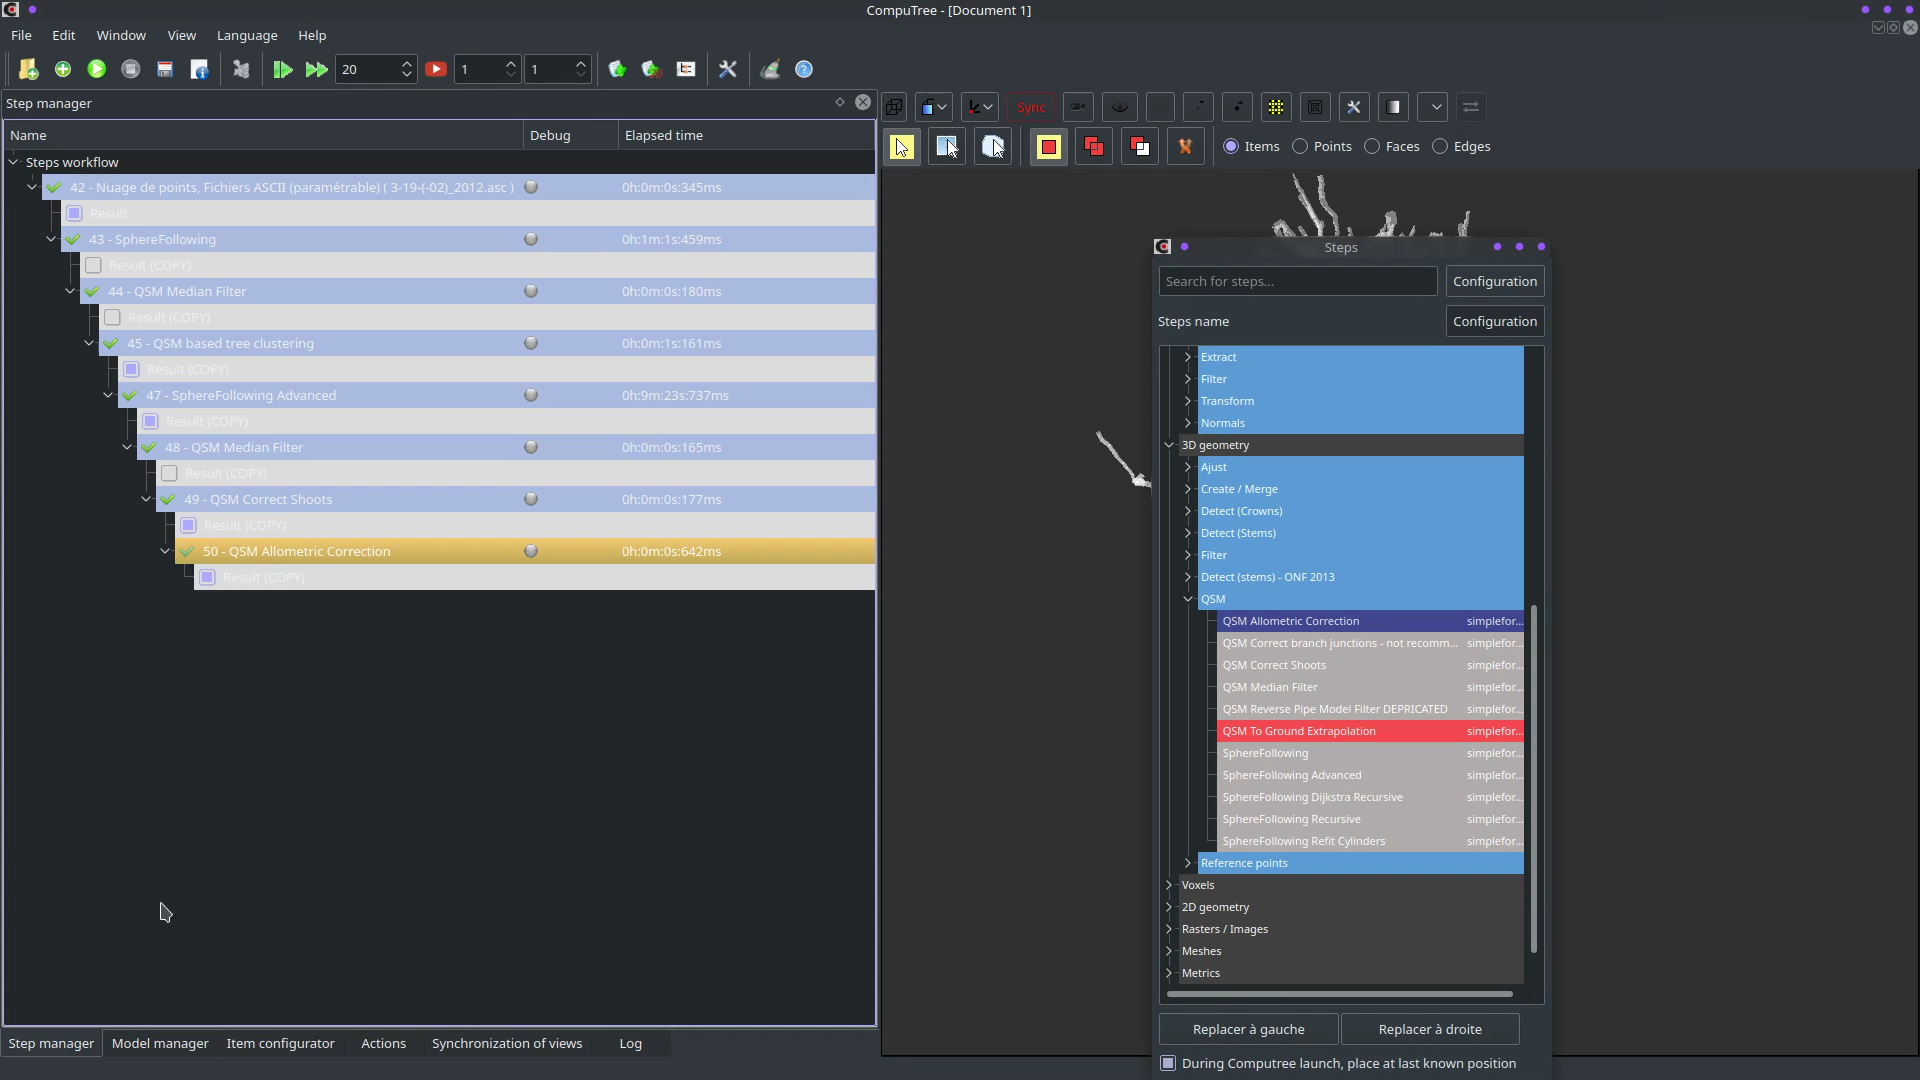 CompuTree - [Document 1]
File Edit Window View Language Help
20 1 1
Step manager
Sync
Name Debug Elapsed time
Items Points Faces Edges
Steps workflow
42 - Nuage de points, Fichiers ASCII (paramétrable) ( 3-19-(-02)_2012.asc ) 0h:0m:0s:345ms
Result
43 - SphereFollowing 0h:1m:1s:459ms
Result (COPY)
44 - QSM Median Filter 0h:0m:0s:180ms
Result (COPY)
45 - QSM based tree clustering 0h:0m:1s:161ms
Result (COPY)
47 - SphereFollowing Advanced 0h:9m:23s:737ms
Result (COPY)
48 - QSM Median Filter 0h:0m:0s:165ms
Result (COPY)
49 - QSM Correct Shoots 0h:0m:0s:177ms
Result (COPY)
50 - QSM Allometric Correction 0h:0m:0s:642ms
Result (COPY)
Step manager Model manager Item configurator Actions Synchronization of views Log
Steps
Search for steps... Configuration
Steps name Configuration
Extract
Filter
Transform
Normals
3D geometry
Ajust
Create / Merge
Detect (Crowns)
Detect (Stems)
Filter
Detect (stems) - ONF 2013
QSM
QSM Allometric Correction simplefor...
QSM Correct branch junctions - not recomm... simplefor...
QSM Correct Shoots simplefor...
QSM Median Filter simplefor...
QSM Reverse Pipe Model Filter DEPRICATED simplefor...
QSM To Ground Extrapolation simplefor...
SphereFollowing simplefor...
SphereFollowing Advanced simplefor...
SphereFollowing Dijkstra Recursive simplefor...
SphereFollowing Recursive simplefor...
SphereFollowing Refit Cylinders simplefor...
Reference points
Voxels
2D geometry
Rasters / Images
Meshes
Metrics
Replacer à gauche Replacer à droite
During Computree launch, place at last known position